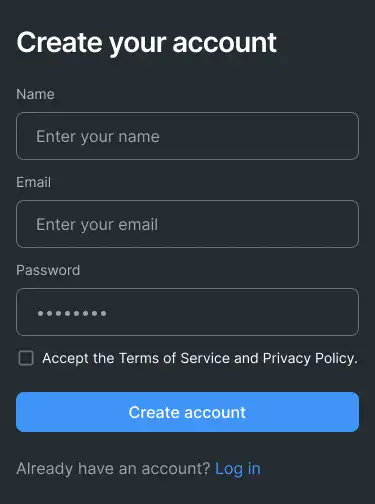 Create your account
Name
Enter your name
Email
Enter your email
Password
••••••••
Accept the Terms of Service and Privacy Policy.
Create account
Already have an account? Log in